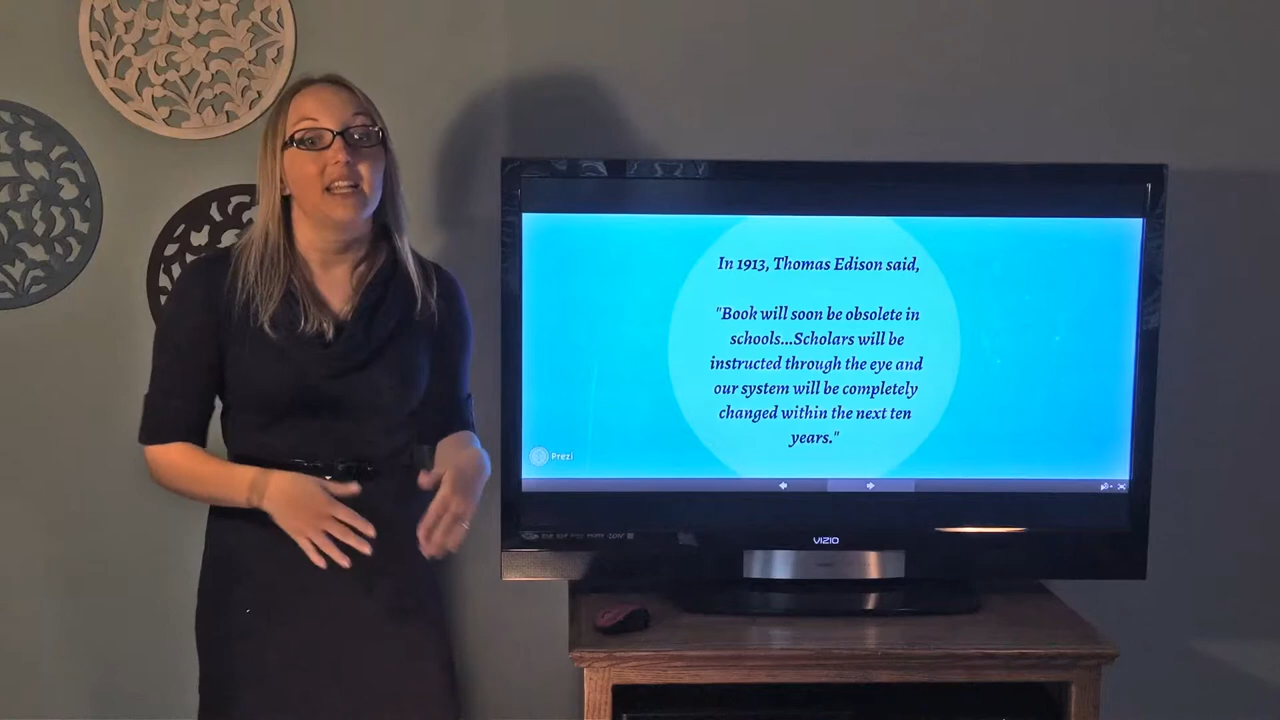 In 1913, Thomas Edison said,
"Book will soon be obsolete in
schools...Scholars will be
instructed through the eye and
our system will be completely
changed within the next ten
years."
Prezi
VIZIO